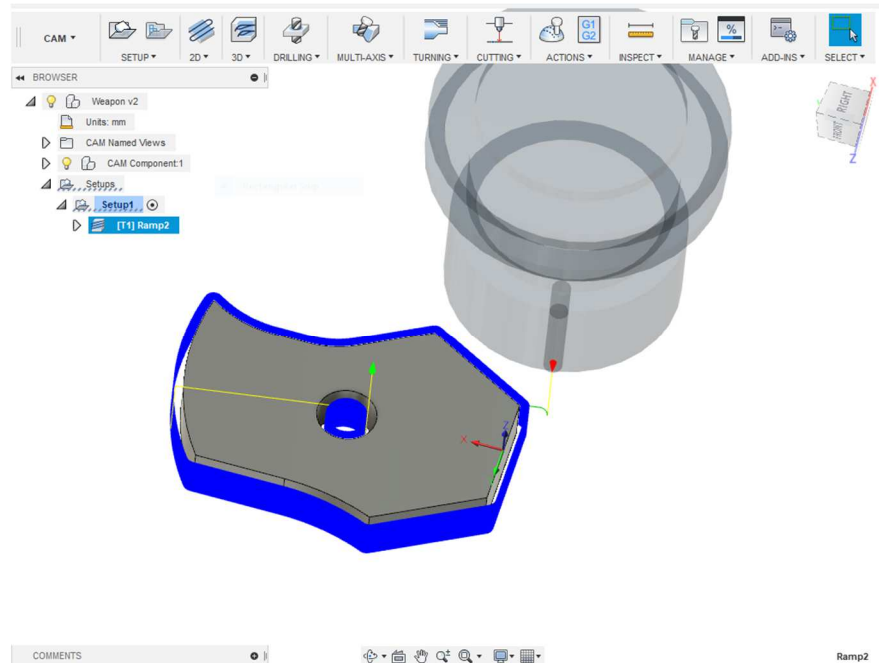 CAM
SETUP
2D
3D
DRILLING
MULTI-AXIS
TURNING
CUTTING
G1
G2
ACTIONS
INSPECT
%
MANAGE
ADD-INS
SELECT
BROWSER
Weapon v2
Units: mm
CAM Named Views
CAM Component:1
Setups
Setup1
[T1] Ramp2
RIGHT
FRONT
X
Z
X
Z
COMMENTS
Ramp2